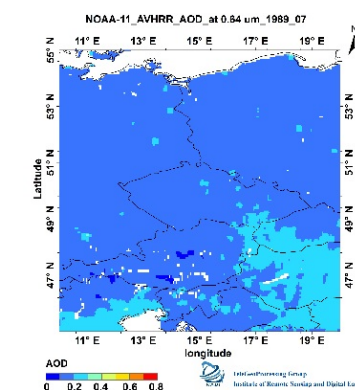 NOAA-11_AVHRR_AOD_at 0.64 um_1989_07
N
11° E 13° E 15° E 17° E 19° E
55° N 55° N
53° N 53° N
51° N 51° N
49° N 49° N
47° N 47° N
Latitude
11° E 13° E 15° E 17° E 19° E
longitude
AOD
0 0.2 0.4 0.6 0.8
TeleGeoProcessing Group
Institute of Remote Sensing and Digital